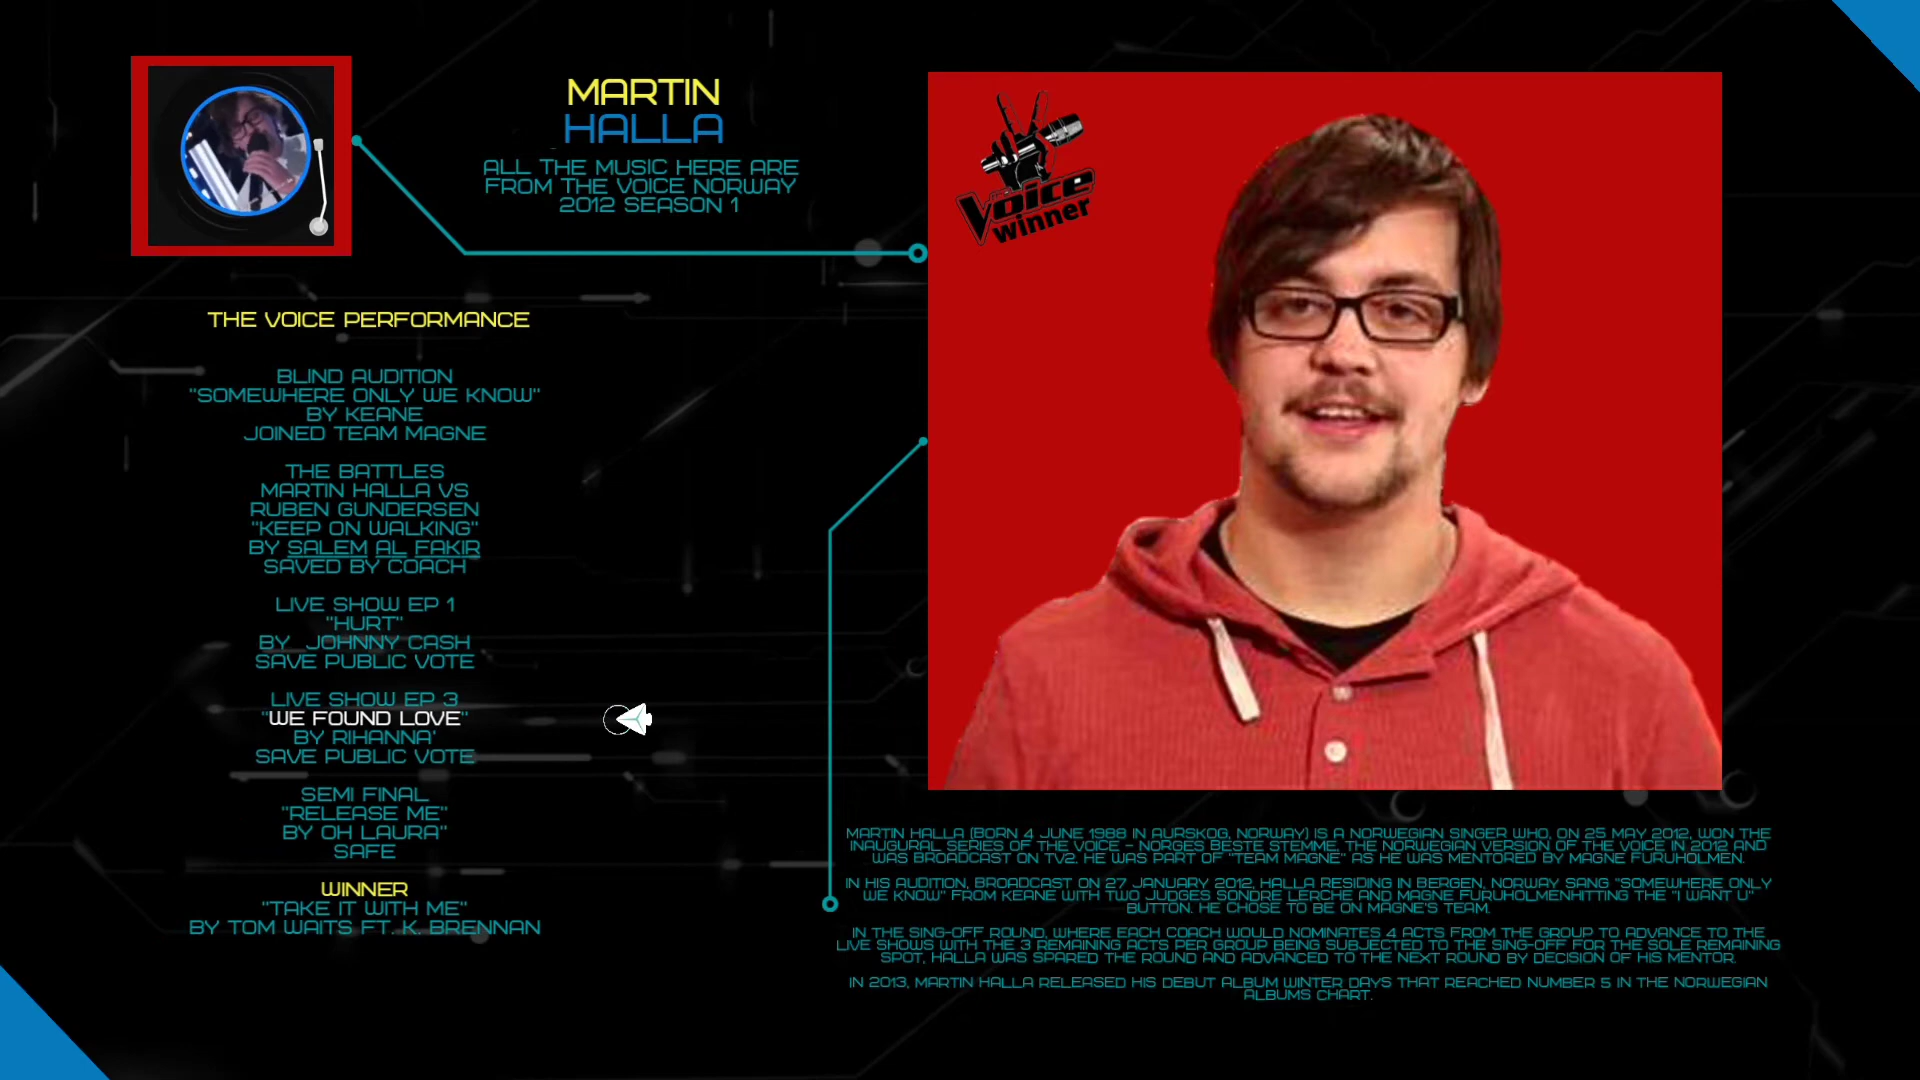 MARTIN
HALLA
ALL THE MUSIC HERE ARE
FROM THE VOICE NORWAY
2012 SEASON 1
Voice
winner
THE VOICE PERFORMANCE
BLIND AUDITION
"SOMEWHERE ONLY WE KNOW"
BY KEANE
JOINED TEAM MAGNE
THE BATTLES
MARTIN HALLA VS
RUBEN GUNDERSEN
"KEEP ON WALKING"
BY SALEM AL FAKIR
SAVED BY COACH
LIVE SHOW EP 1
"HURT"
BY JOHNNY CASH
SAVE PUBLIC VOTE
LIVE SHOW EP 3
"WE FOUND LOVE"
BY RIHANNA'
SAVE PUBLIC VOTE
SEMI FINAL
"RELEASE ME"
BY OH LAURA"
SAFE
WINNER
"TAKE IT WITH ME"
BY TOM WAITS FT. K. BRENNAN
MARTIN HALLA (BORN 4 JUNE 1988 IN AURSKOG, NORWAY) IS A NORWEGIAN SINGER WHO, ON 25 MAY 2012, WON THE
INAUGURAL SERIES OF THE VOICE – NORGES BESTE STEMME, THE NORWEGIAN VERSION OF THE VOICE IN 2012 AND
WAS BROADCAST ON TV2. HE WAS PART OF "TEAM MAGNE" AS HE WAS MENTORED BY MAGNE FURUHOLMEN.
IN HIS AUDITION, BROADCAST ON 27 JANUARY 2012, HALLA RESIDING IN BERGEN, NORWAY SANG "SOMEWHERE ONLY
WE KNOW" FROM KEANE WITH TWO JUDGES SONDRE LERCHE AND MAGNE FURUHOLMENHITTING THE "I WANT U"
BUTTON. HE CHOSE TO BE ON MAGNE'S TEAM.
IN THE SING-OFF ROUND, WHERE EACH COACH WOULD NOMINATES 4 ACTS FROM THE GROUP TO ADVANCE TO THE
LIVE SHOWS WITH THE 3 REMAINING ACTS PER GROUP BEING SUBJECTED TO THE SING-OFF FOR THE SOLE REMAINING
SPOT, HALLA WAS SPARED THE ROUND AND ADVANCED TO THE NEXT ROUND BY DECISION OF HIS MENTOR.
IN 2013, MARTIN HALLA RELEASED HIS DEBUT ALBUM WINTER DAYS THAT REACHED NUMBER 5 IN THE NORWEGIAN
ALBUMS CHART.